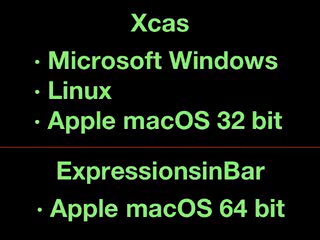 Xcas
· Microsoft Windows
· Linux
· Apple macOS 32 bit
ExpressionsinBar
· Apple macOS 64 bit